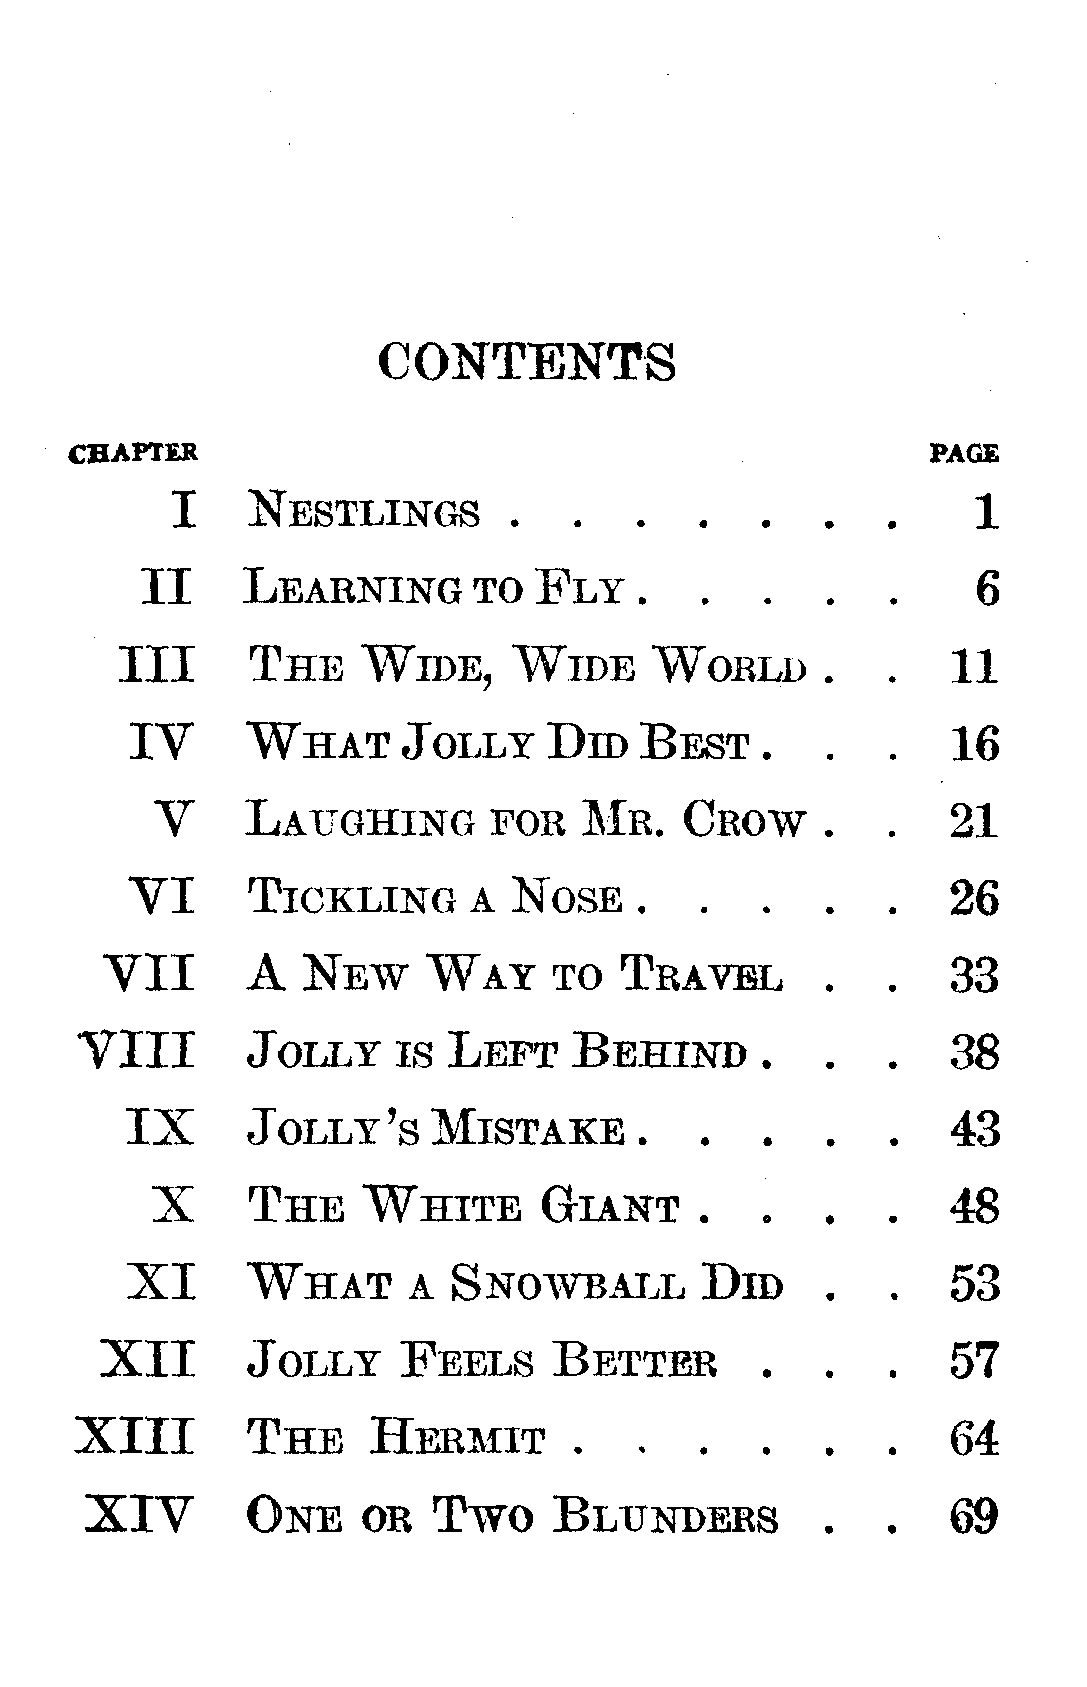 CONTENTS
CHAPTER PAGE
I NESTLINGS . . . . . . . 1
II LEARNING TO FLY . . . . . 6
III THE WIDE, WIDE WORLD . . 11
IV WHAT JOLLY DID BEST . . . 16
V LAUGHING FOR MR. CROW . . 21
VI TICKLING A NOSE . . . . . 26
VII A NEW WAY TO TRAVEL . . 33
VIII JOLLY IS LEFT BEHIND . . . 38
IX JOLLY'S MISTAKE . . . . . 43
X THE WHITE GIANT . . . . 48
XI WHAT A SNOWBALL DID . . 53
XII JOLLY FEELS BETTER . . . 57
XIII THE HERMIT . . . . . . 64
XIV ONE OR TWO BLUNDERS . . 69